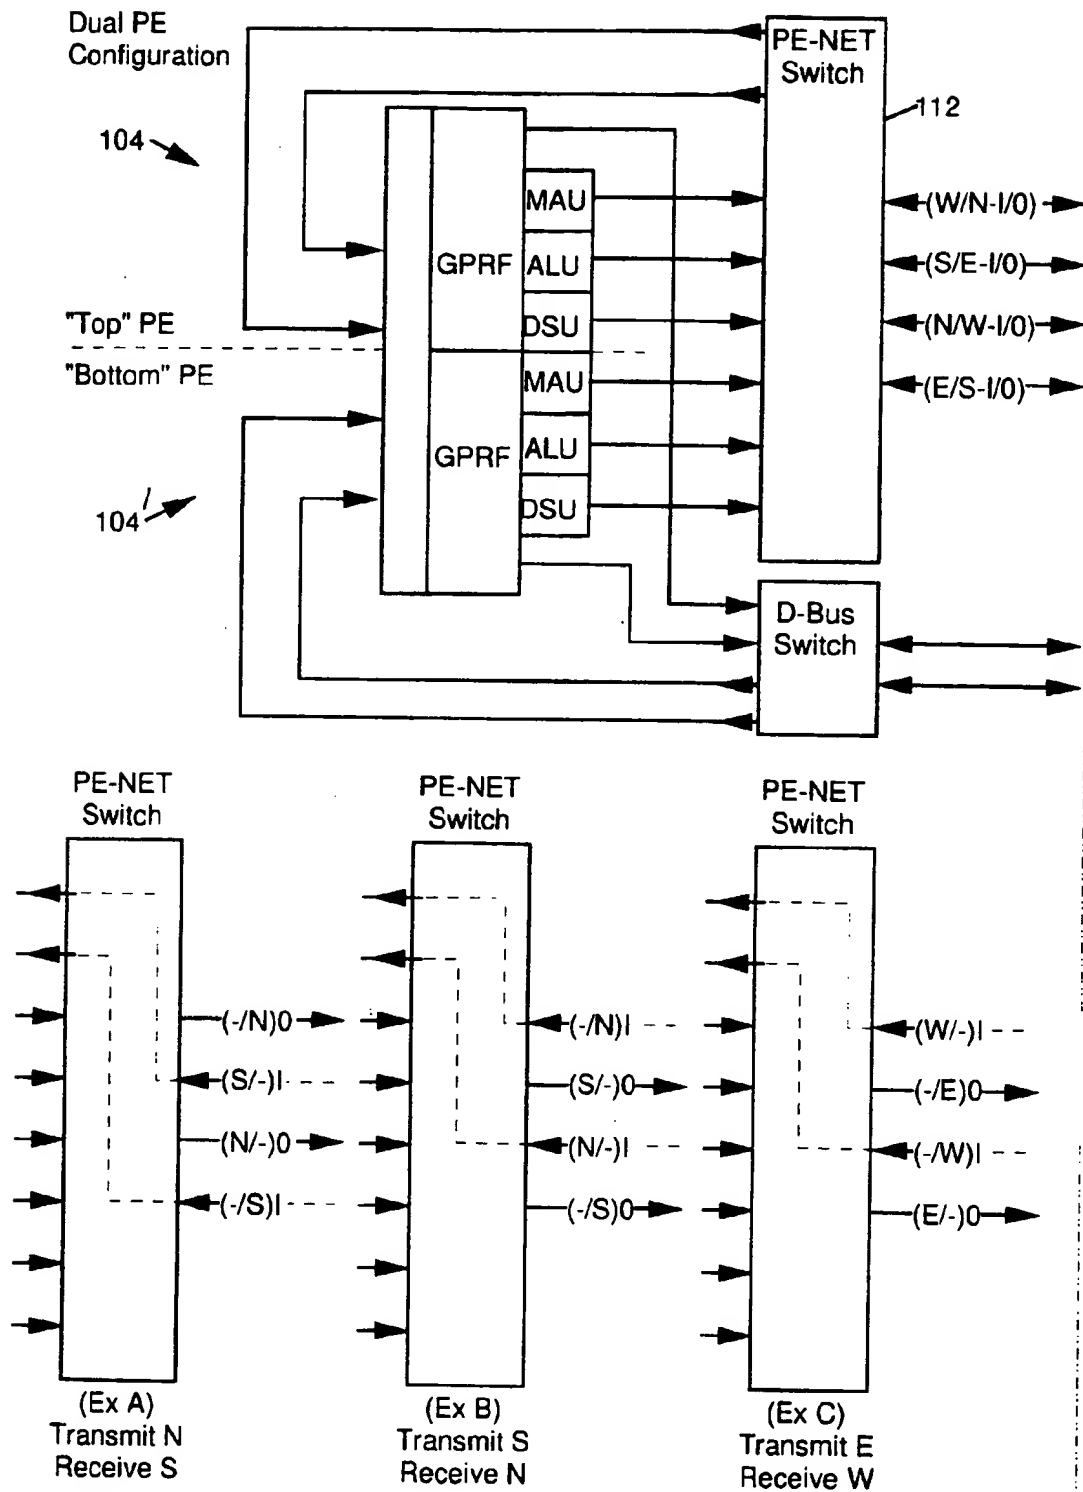 Dual PE
Configuration
PE-NET
Switch
112
104
MAU
(W/N-I/0)
GPRF
ALU
(S/E-I/0)
"Top" PE
DSU
(N/W-I/0)
"Bottom" PE
MAU
(E/S-I/0)
GPRF
ALU
104'
DSU
D-Bus
Switch
PE-NET
Switch
PE-NET
Switch
PE-NET
Switch
(-/N)0
(S/-)I
(N/-)0
(-/S)I
(-/N)I
(S/-)0
(N/-)I
(-/S)0
(W/-)I
(-/E)0
(-/W)I
(E/-)0
(Ex A)
Transmit N
Receive S
(Ex B)
Transmit S
Receive N
(Ex C)
Transmit E
Receive W